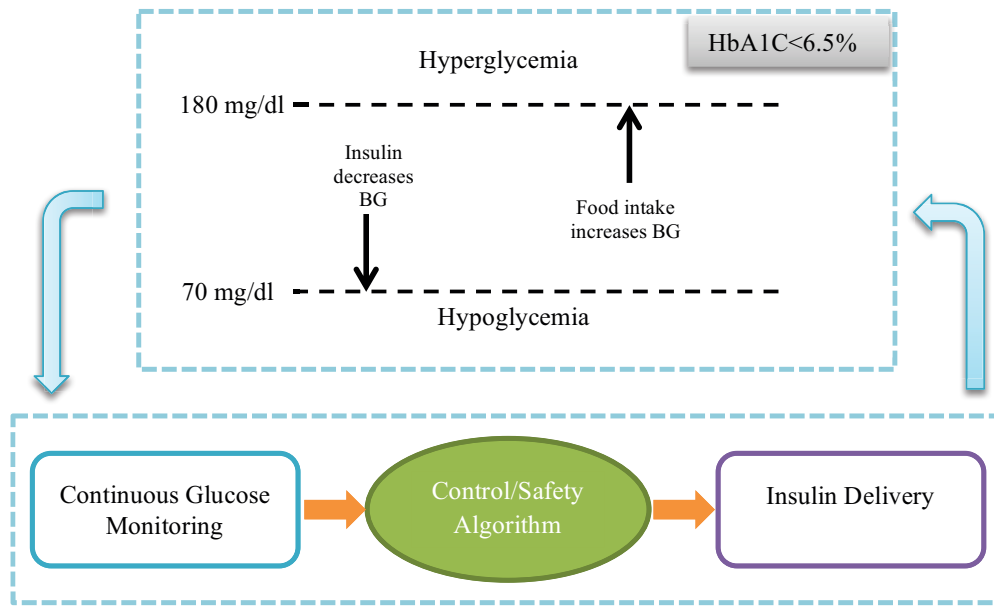 HbA1C<6.5%
Hyperglycemia
180 mg/dl
Insulin
decreases
BG
Food intake
increases BG
70 mg/dl
Hypoglycemia
Continuous Glucose
Monitoring
Control/Safety
Algorithm
Insulin Delivery